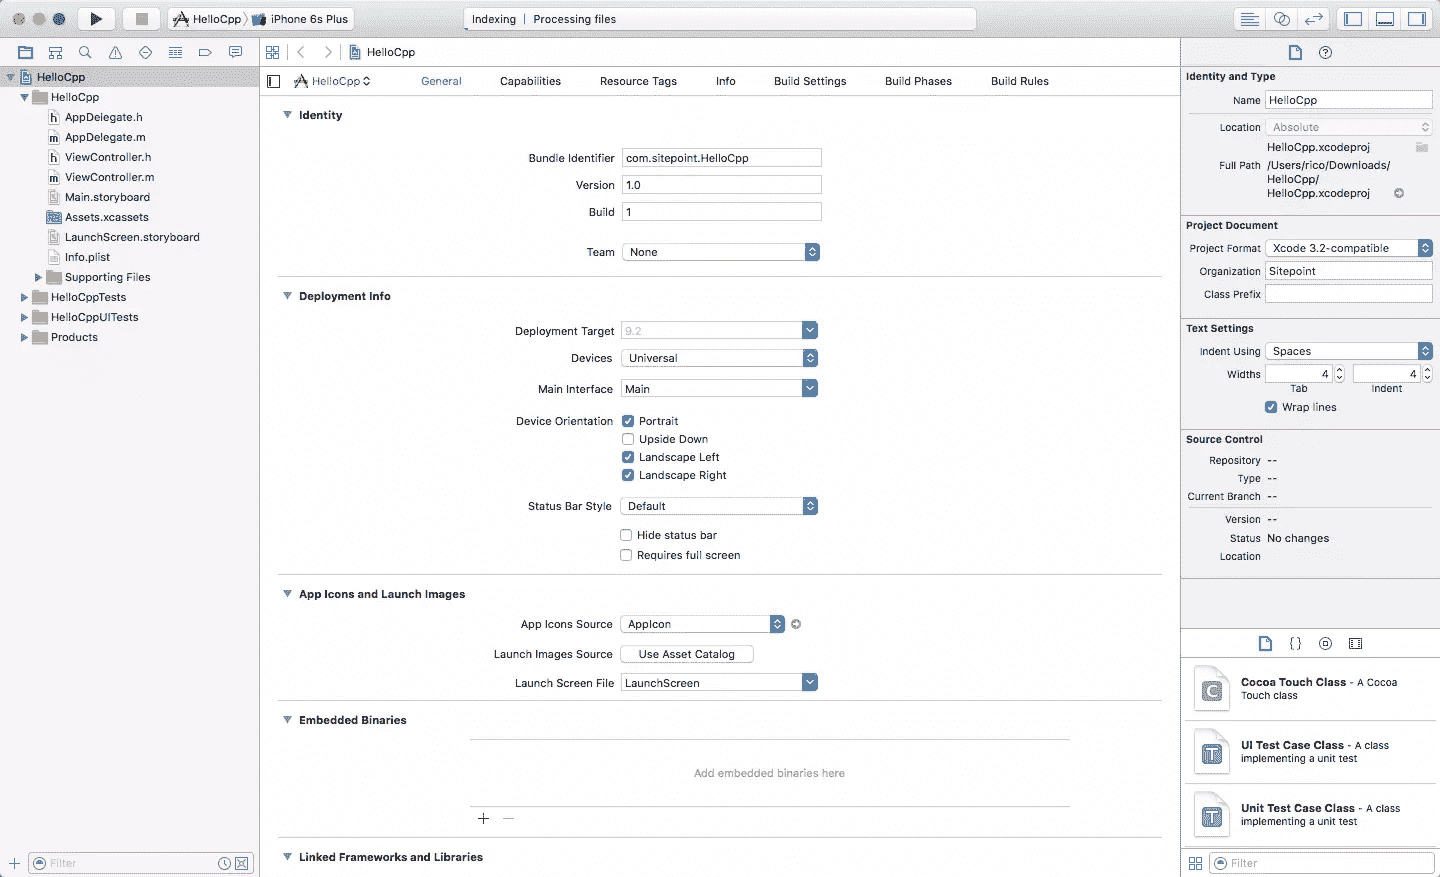 HelloCpp
iPhone 6s Plus
Indexing | Processing files
HelloCpp
HelloCpp
HelloCpp
AppDelegate.h
AppDelegate.m
ViewController.h
ViewController.m
Main.storyboard
Assets.xcassets
LaunchScreen.storyboard
Info.plist
Supporting Files
HelloCppTests
HelloCppUITests
Products
Filter
HelloCpp
General
Capabilities
Resource Tags
Info
Build Settings
Build Phases
Build Rules
Identity
Bundle Identifier com.sitepoint.HelloCpp
Version 1.0
Build 1
Team None
Deployment Info
Deployment Target 9.2
Devices Universal
Main Interface Main
Device Orientation Portrait
Upside Down
Landscape Left
Landscape Right
Status Bar Style Default
Hide status bar
Requires full screen
App Icons and Launch Images
App Icons Source AppIcon
Launch Images Source Use Asset Catalog
Launch Screen File LaunchScreen
Embedded Binaries
Add embedded binaries here
Linked Frameworks and Libraries
Identity and Type
Name HelloCpp
Location Absolute
HelloCpp.xcodeproj
Full Path /Users/rico/Downloads/
HelloCpp/
HelloCpp.xcodeproj
Project Document
Project Format Xcode 3.2-compatible
Organization Sitepoint
Class Prefix
Text Settings
Indent Using Spaces
Widths 4 4
Tab Indent
Wrap lines
Source Control
Repository --
Type --
Current Branch --
Version --
Status No changes
Location
Cocoa Touch Class - A Cocoa
Touch class
UI Test Case Class - A class
implementing a unit test
Unit Test Case Class - A class
implementing a unit test
Filter